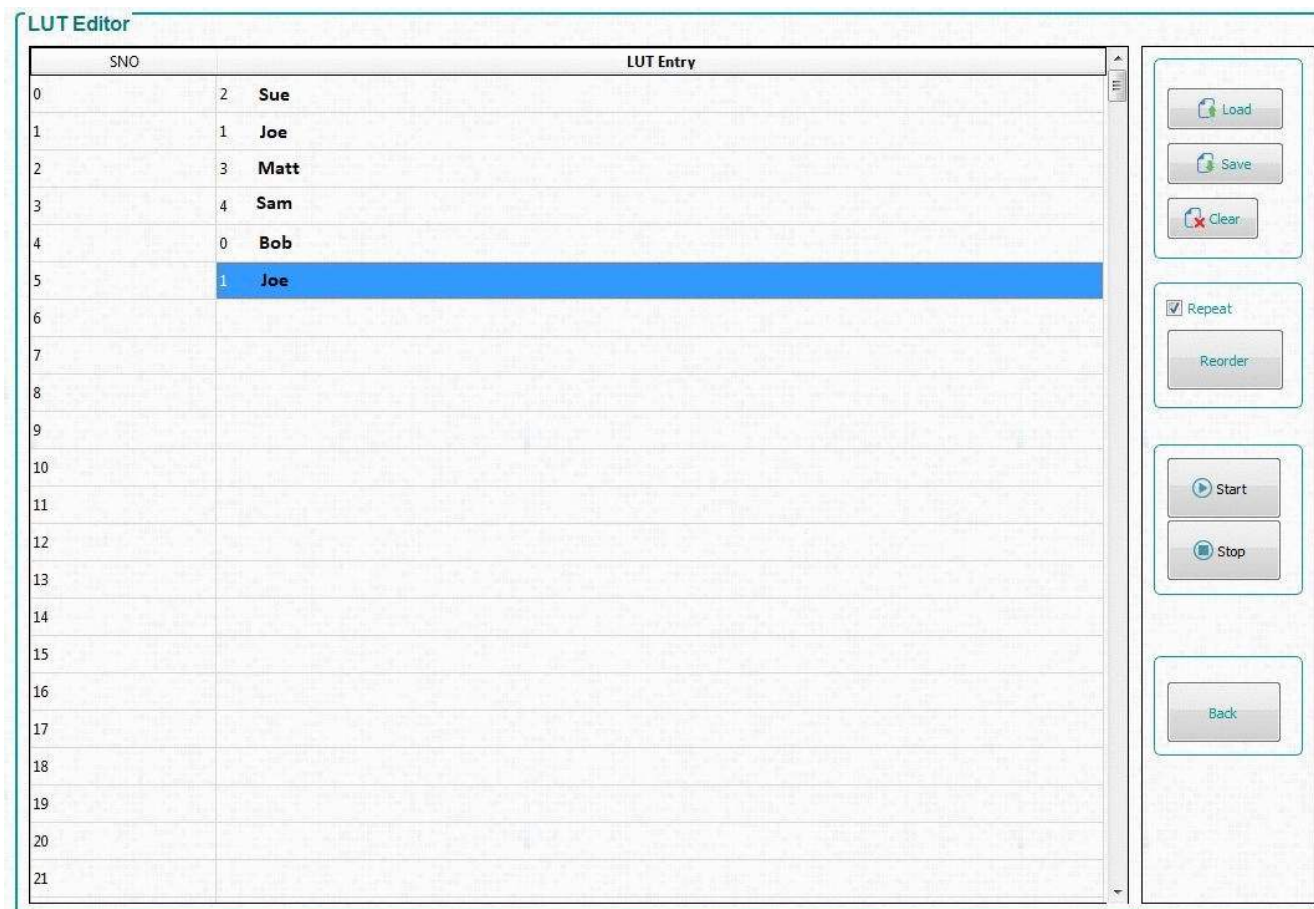 LUT Editor
SNO LUT Entry
0 2 Sue
1 1 Joe
2 3 Matt
3 4 Sam
4 0 Bob
5 1 Joe
6
7
8
9
10
11
12
13
14
15
16
17
18
19
20
21
Load
Save
Clear
Repeat
Reorder
Start
Stop
Back